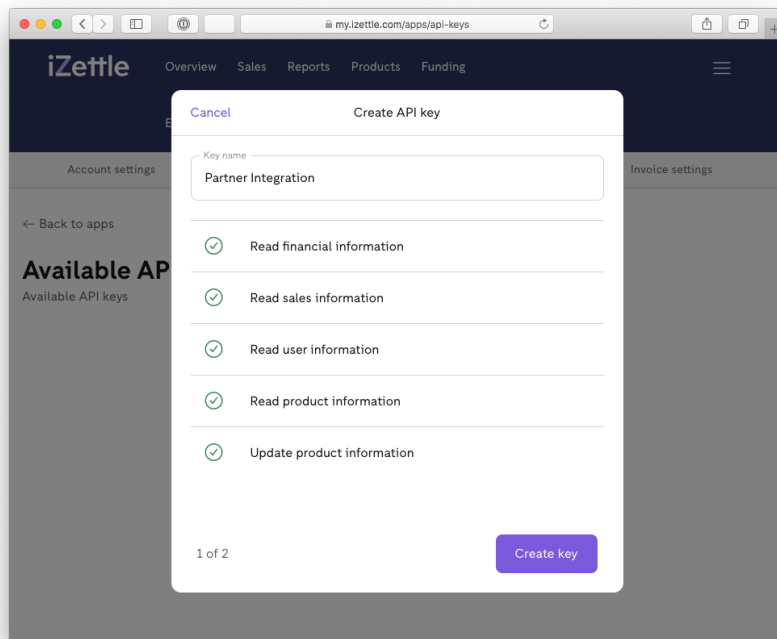 my.izettle.com/apps/api-keys
iZettle
Overview Sales Reports Products Funding
E
Account settings
Invoice settings
← Back to apps
Available AP
Available API keys
Cancel
Create API key
Key name
Partner Integration
Read financial information
Read sales information
Read user information
Read product information
Update product information
1 of 2
Create key